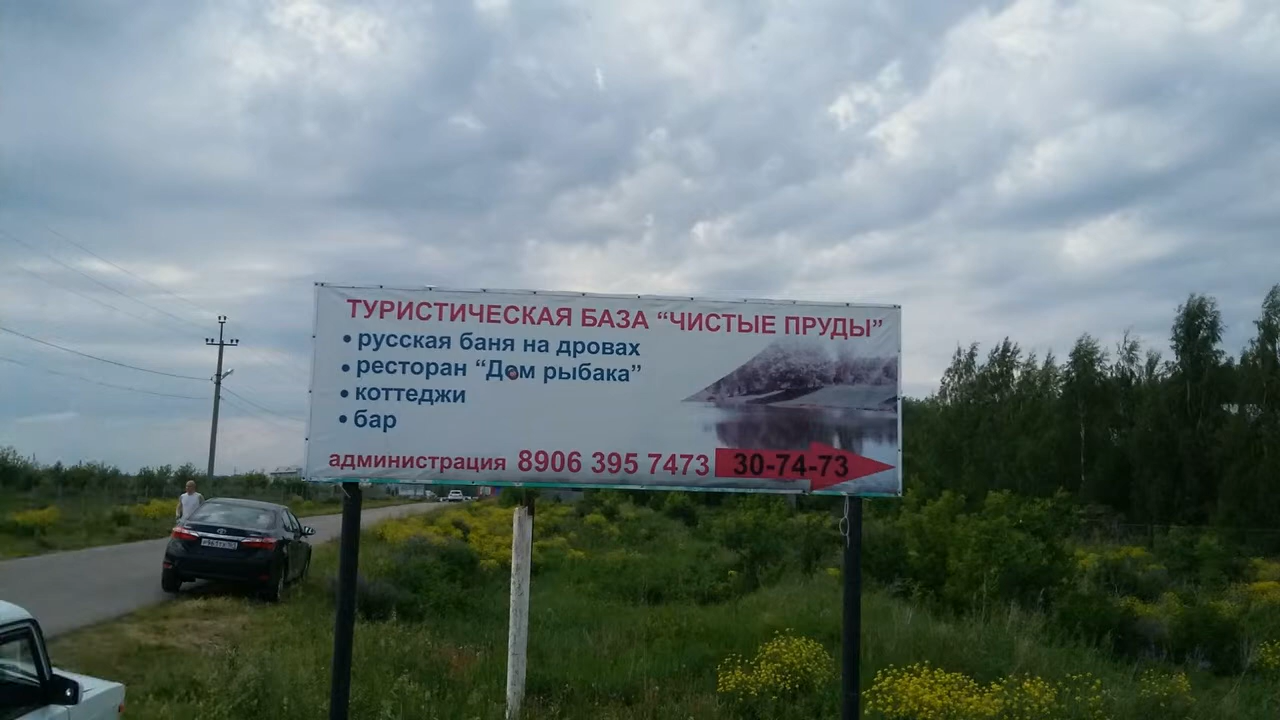 ТУРИСТИЧЕСКАЯ БАЗА “ЧИСТЫЕ ПРУДЫ”
• русская баня на дровах
• ресторан “Дом рыбака”
• коттеджи
• бар
администрация 8906 395 7473 30-74-73